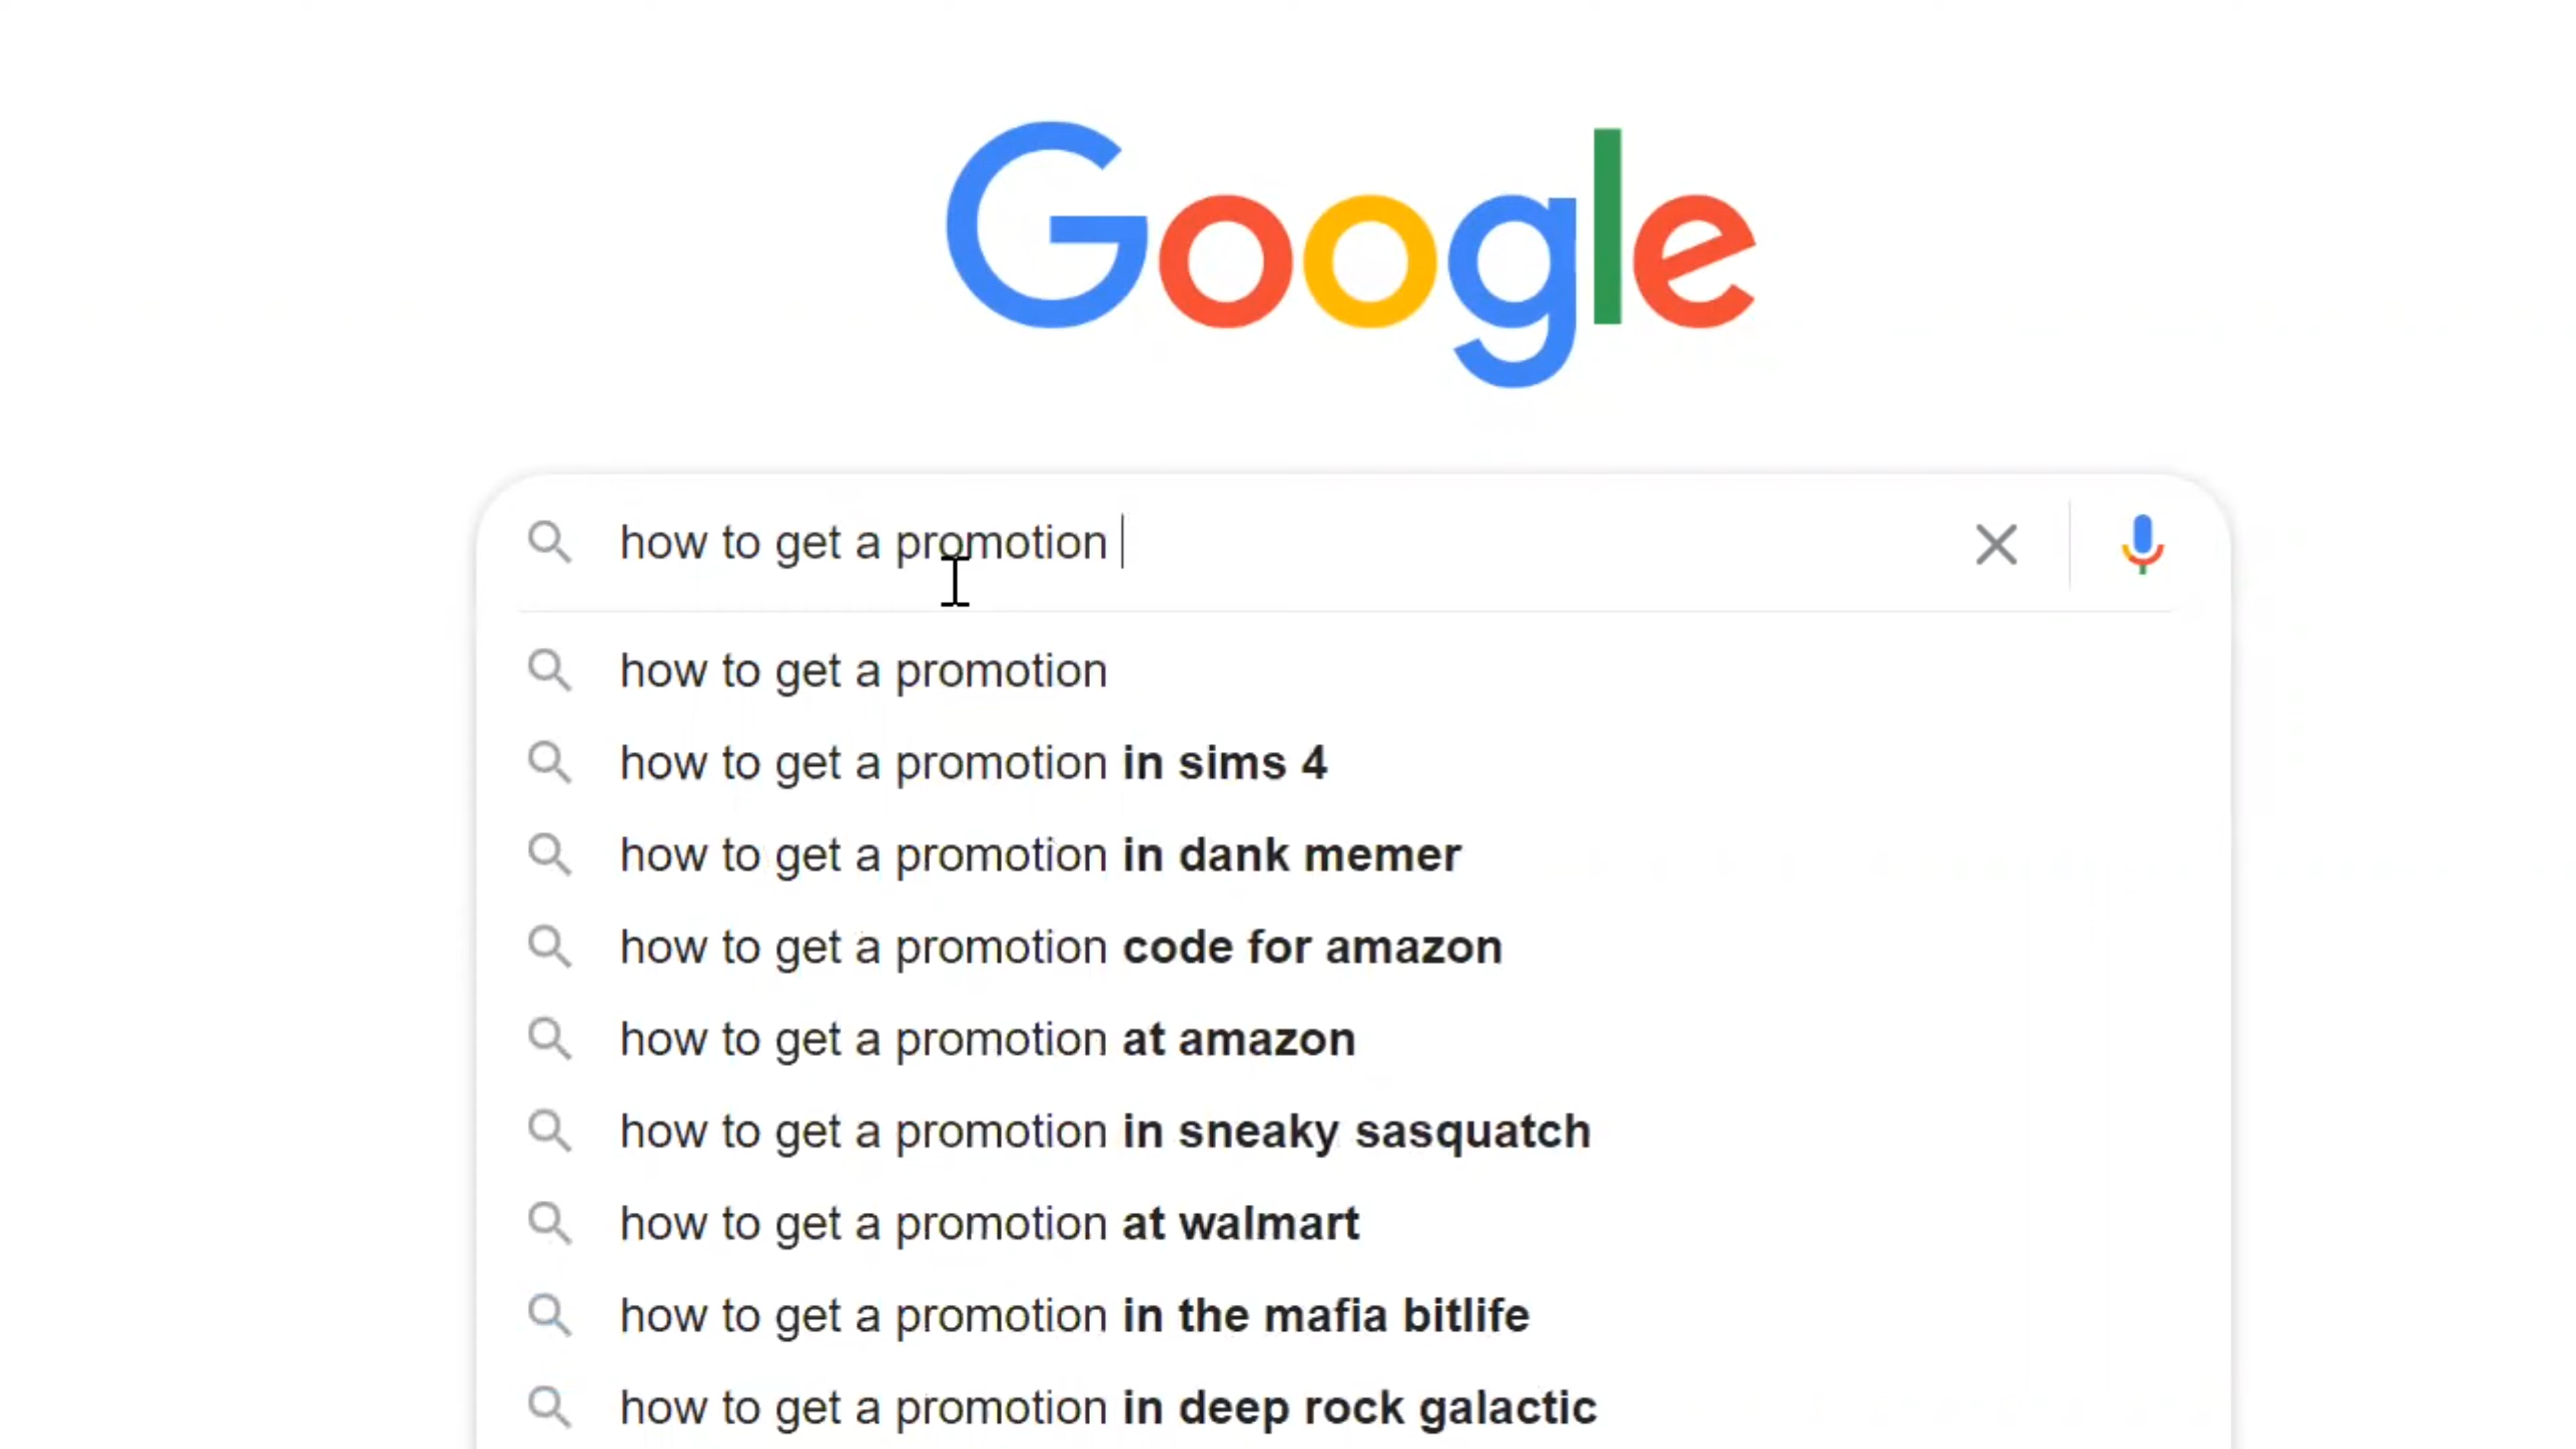 Google
how to get a promotion
how to get a promotion
how to get a promotion in sims 4
how to get a promotion in dank memer
how to get a promotion code for amazon
how to get a promotion at amazon
how to get a promotion in sneaky sasquatch
how to get a promotion at walmart
how to get a promotion in the mafia bitlife
how to get a promotion in deep rock galactic